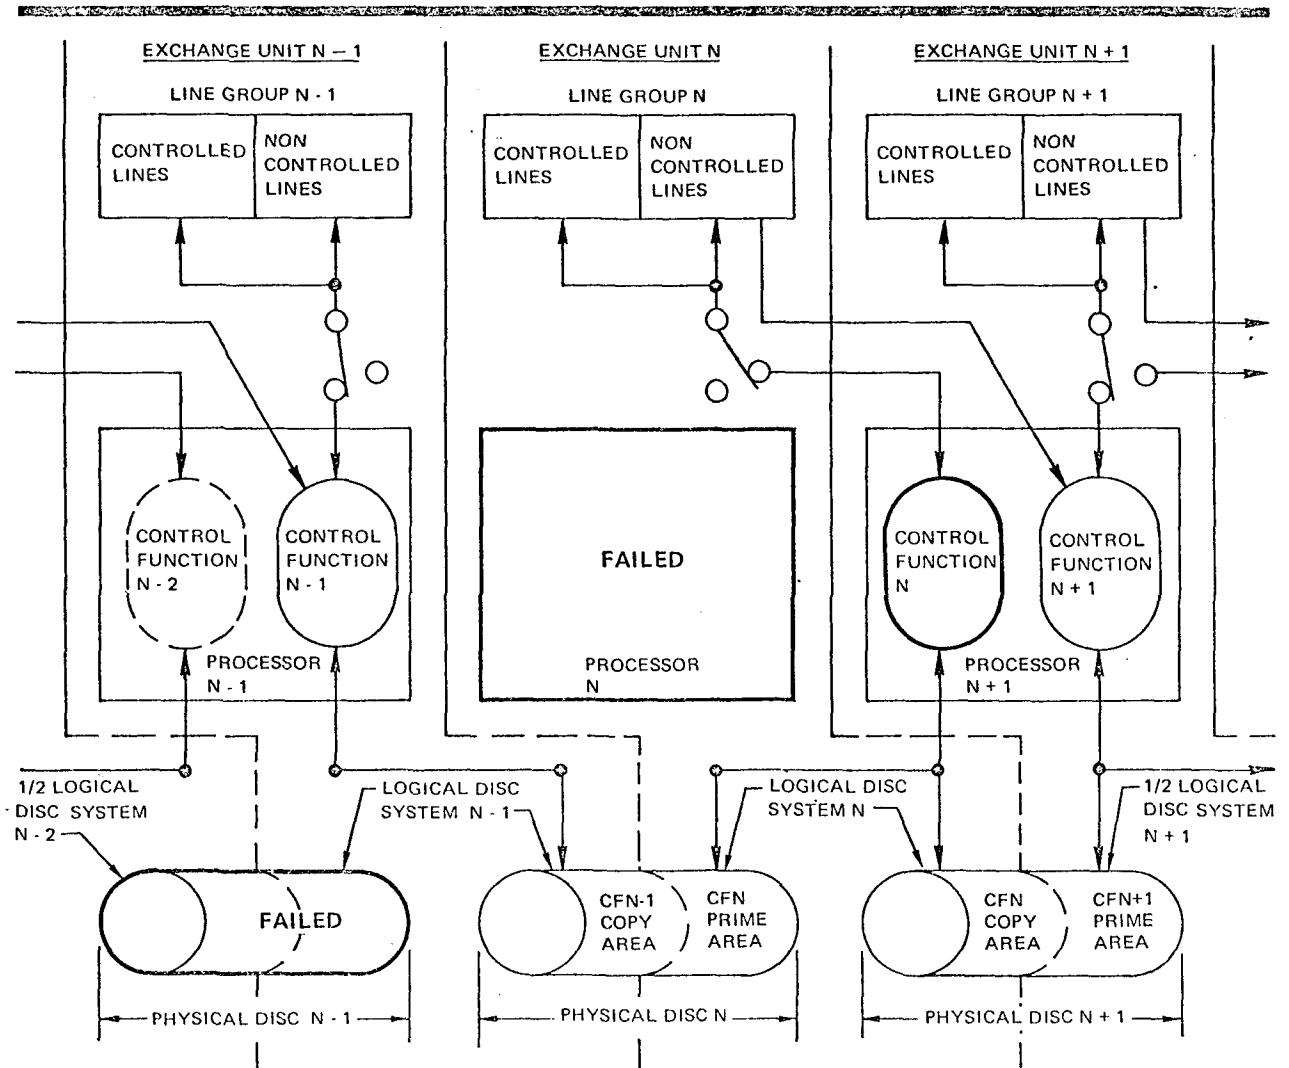 EXCHANGE UNIT N - 1
EXCHANGE UNIT N
EXCHANGE UNIT N + 1
LINE GROUP N - 1
LINE GROUP N
LINE GROUP N + 1
CONTROLLED
LINES
NON
CONTROLLED
LINES
CONTROLLED
LINES
NON
CONTROLLED
LINES
CONTROLLED
LINES
NON
CONTROLLED
LINES
CONTROL
FUNCTION
N - 2
CONTROL
FUNCTION
N - 1
PROCESSOR
N - 1
FAILED
PROCESSOR
N
CONTROL
FUNCTION
N
CONTROL
FUNCTION
N + 1
PROCESSOR
N + 1
1/2 LOGICAL
DISC SYSTEM
N - 2
LOGICAL DISC
SYSTEM N - 1
LOGICAL DISC
SYSTEM N
1/2 LOGICAL
DISC SYSTEM
N + 1
FAILED
CFN-1
COPY
AREA
CFN
PRIME
AREA
CFN
COPY
AREA
CFN+1
PRIME
AREA
PHYSICAL DISC N - 1
PHYSICAL DISC N
PHYSICAL DISC N + 1